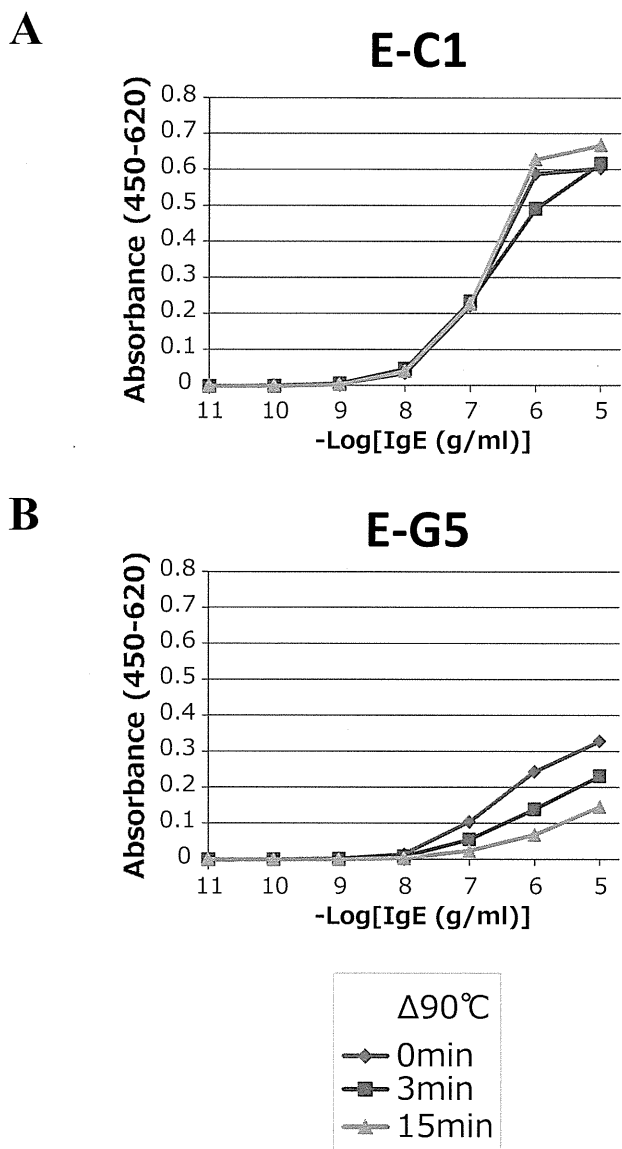 A
E-C1
Absorbance (450-620)
0.8
0.7
0.6
0.5
0.4
0.3
0.2
0.1
0
11 10 9 8 7 6 5
-Log[IgE (g/ml)]
B
E-G5
Absorbance (450-620)
0.8
0.7
0.6
0.5
0.4
0.3
0.2
0.1
0
11 10 9 8 7 6 5
-Log[IgE (g/ml)]
Δ90℃
0min
3min
15min